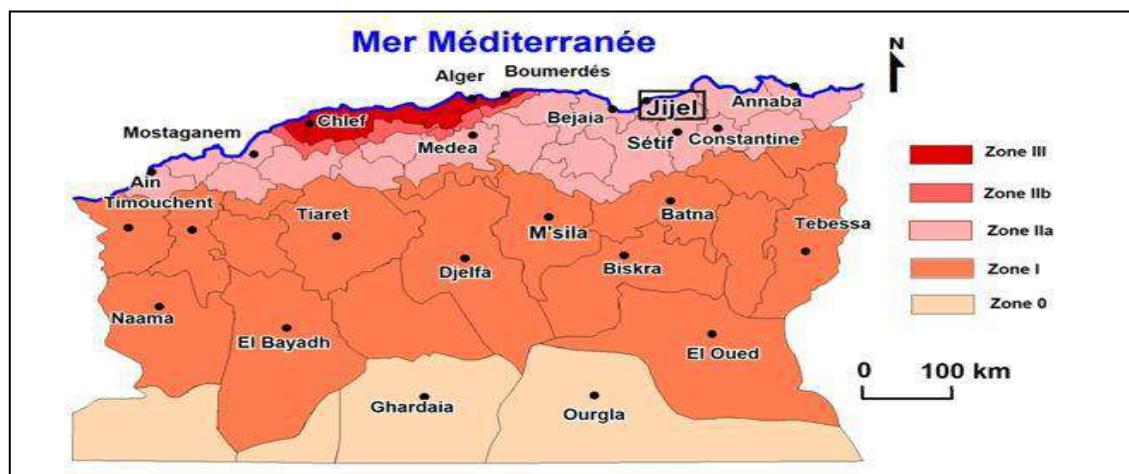 Mer Méditerranée
N
Alger
Boumerdés
Jijel
Annaba
Chlef
Bejaia
Mostaganem
Medea
Sétif
Constantine
Zone III
Zone IIb
Zone IIa
Zone I
Zone 0
Ain
Timouchent
Tiaret
Batna
M'sila
Tebessa
Djelfa
Biskra
Naama
El Bayadh
El Oued
0 100 km
Ghardaia
Ourgla